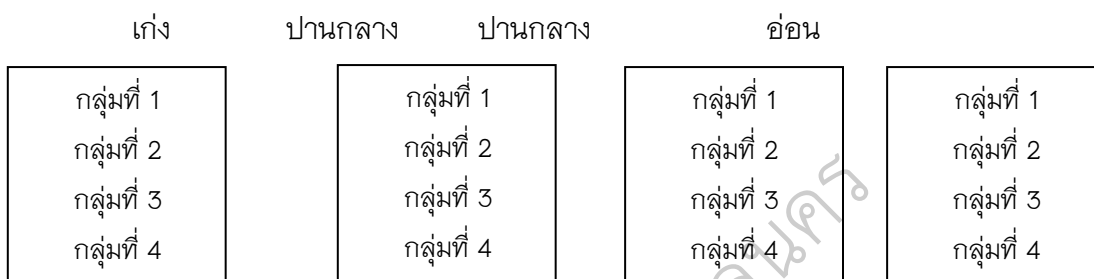 เก่ง ปานกลาง ปานกลาง อ่อน
กลุ่มที่ 1 กลุ่มที่ 1 กลุ่มที่ 1 กลุ่มที่ 1
กลุ่มที่ 2 กลุ่มที่ 2 กลุ่มที่ 2 กลุ่มที่ 2
กลุ่มที่ 3 กลุ่มที่ 3 กลุ่มที่ 3 กลุ่มที่ 3
กลุ่มที่ 4 กลุ่มที่ 4 กลุ่มที่ 4 กลุ่มที่ 4